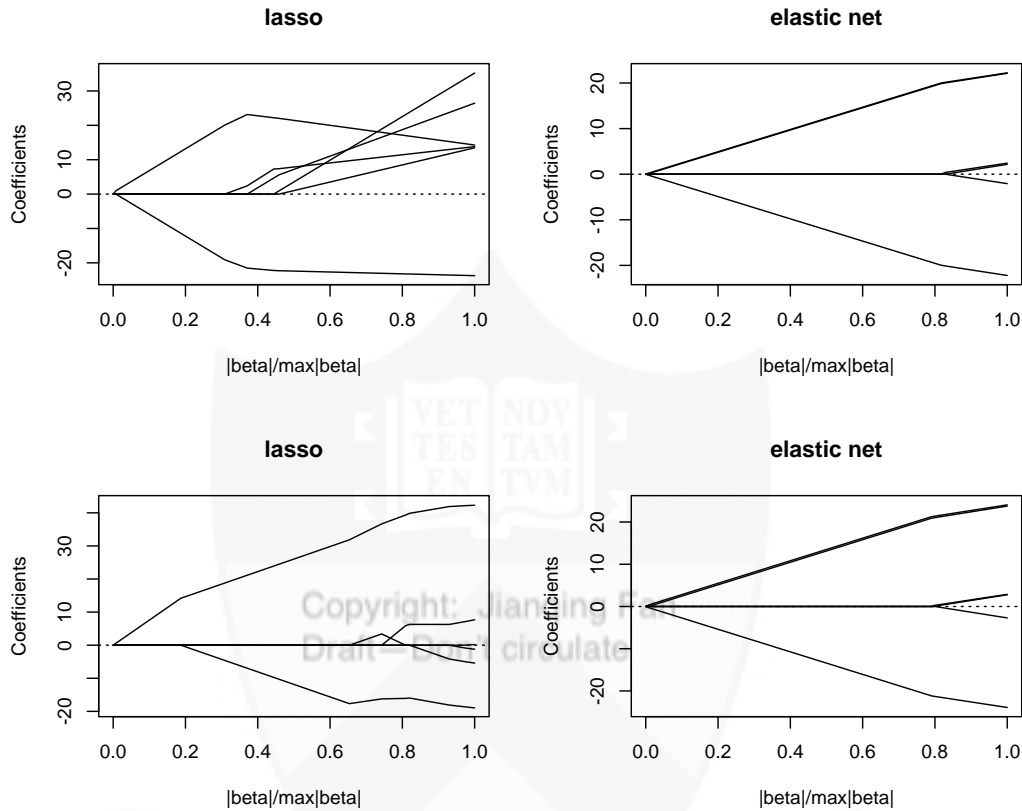 lasso
Coefficients
30
10
0
-20
0.0 0.2 0.4 0.6 0.8 1.0
|beta|/max|beta|
elastic net
Coefficients
20
10
0
-10
-20
0.0 0.2 0.4 0.6 0.8 1.0
|beta|/max|beta|
VET NOV
TES TAM
EN TVM
lasso
Coefficients
30
10
0
-20
0.0 0.2 0.4 0.6 0.8 1.0
|beta|/max|beta|
elastic net
Coefficients
20
10
0
-10
-20
0.0 0.2 0.4 0.6 0.8 1.0
|beta|/max|beta|
Copyright: Jianqing Fan
Draft—Don't circulate